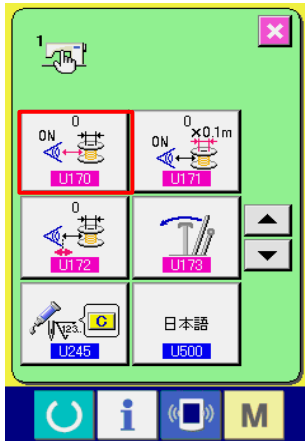 1
0
ON
U170
0
×0.1m
ON
U171
0
U172
U173
123..
C
U245
日本語
U500
i
M